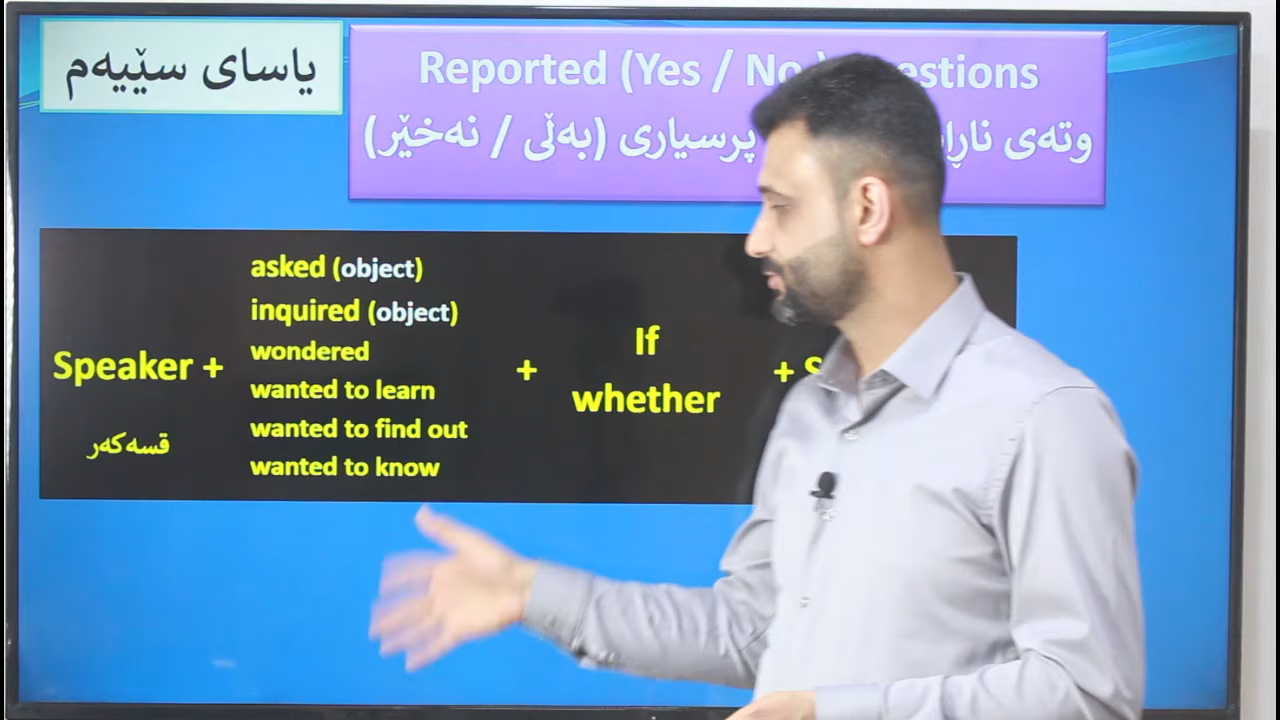 یاسای سێیەم
Reported (Yes / No
وتەی
پرسیاری (بەڵێ / نەخێر)
asked (object)
inquired (object)
wondered
wanted to learn
wanted to find out
wanted to know
Speaker +
قسەکەر
+
If
whether
+ S